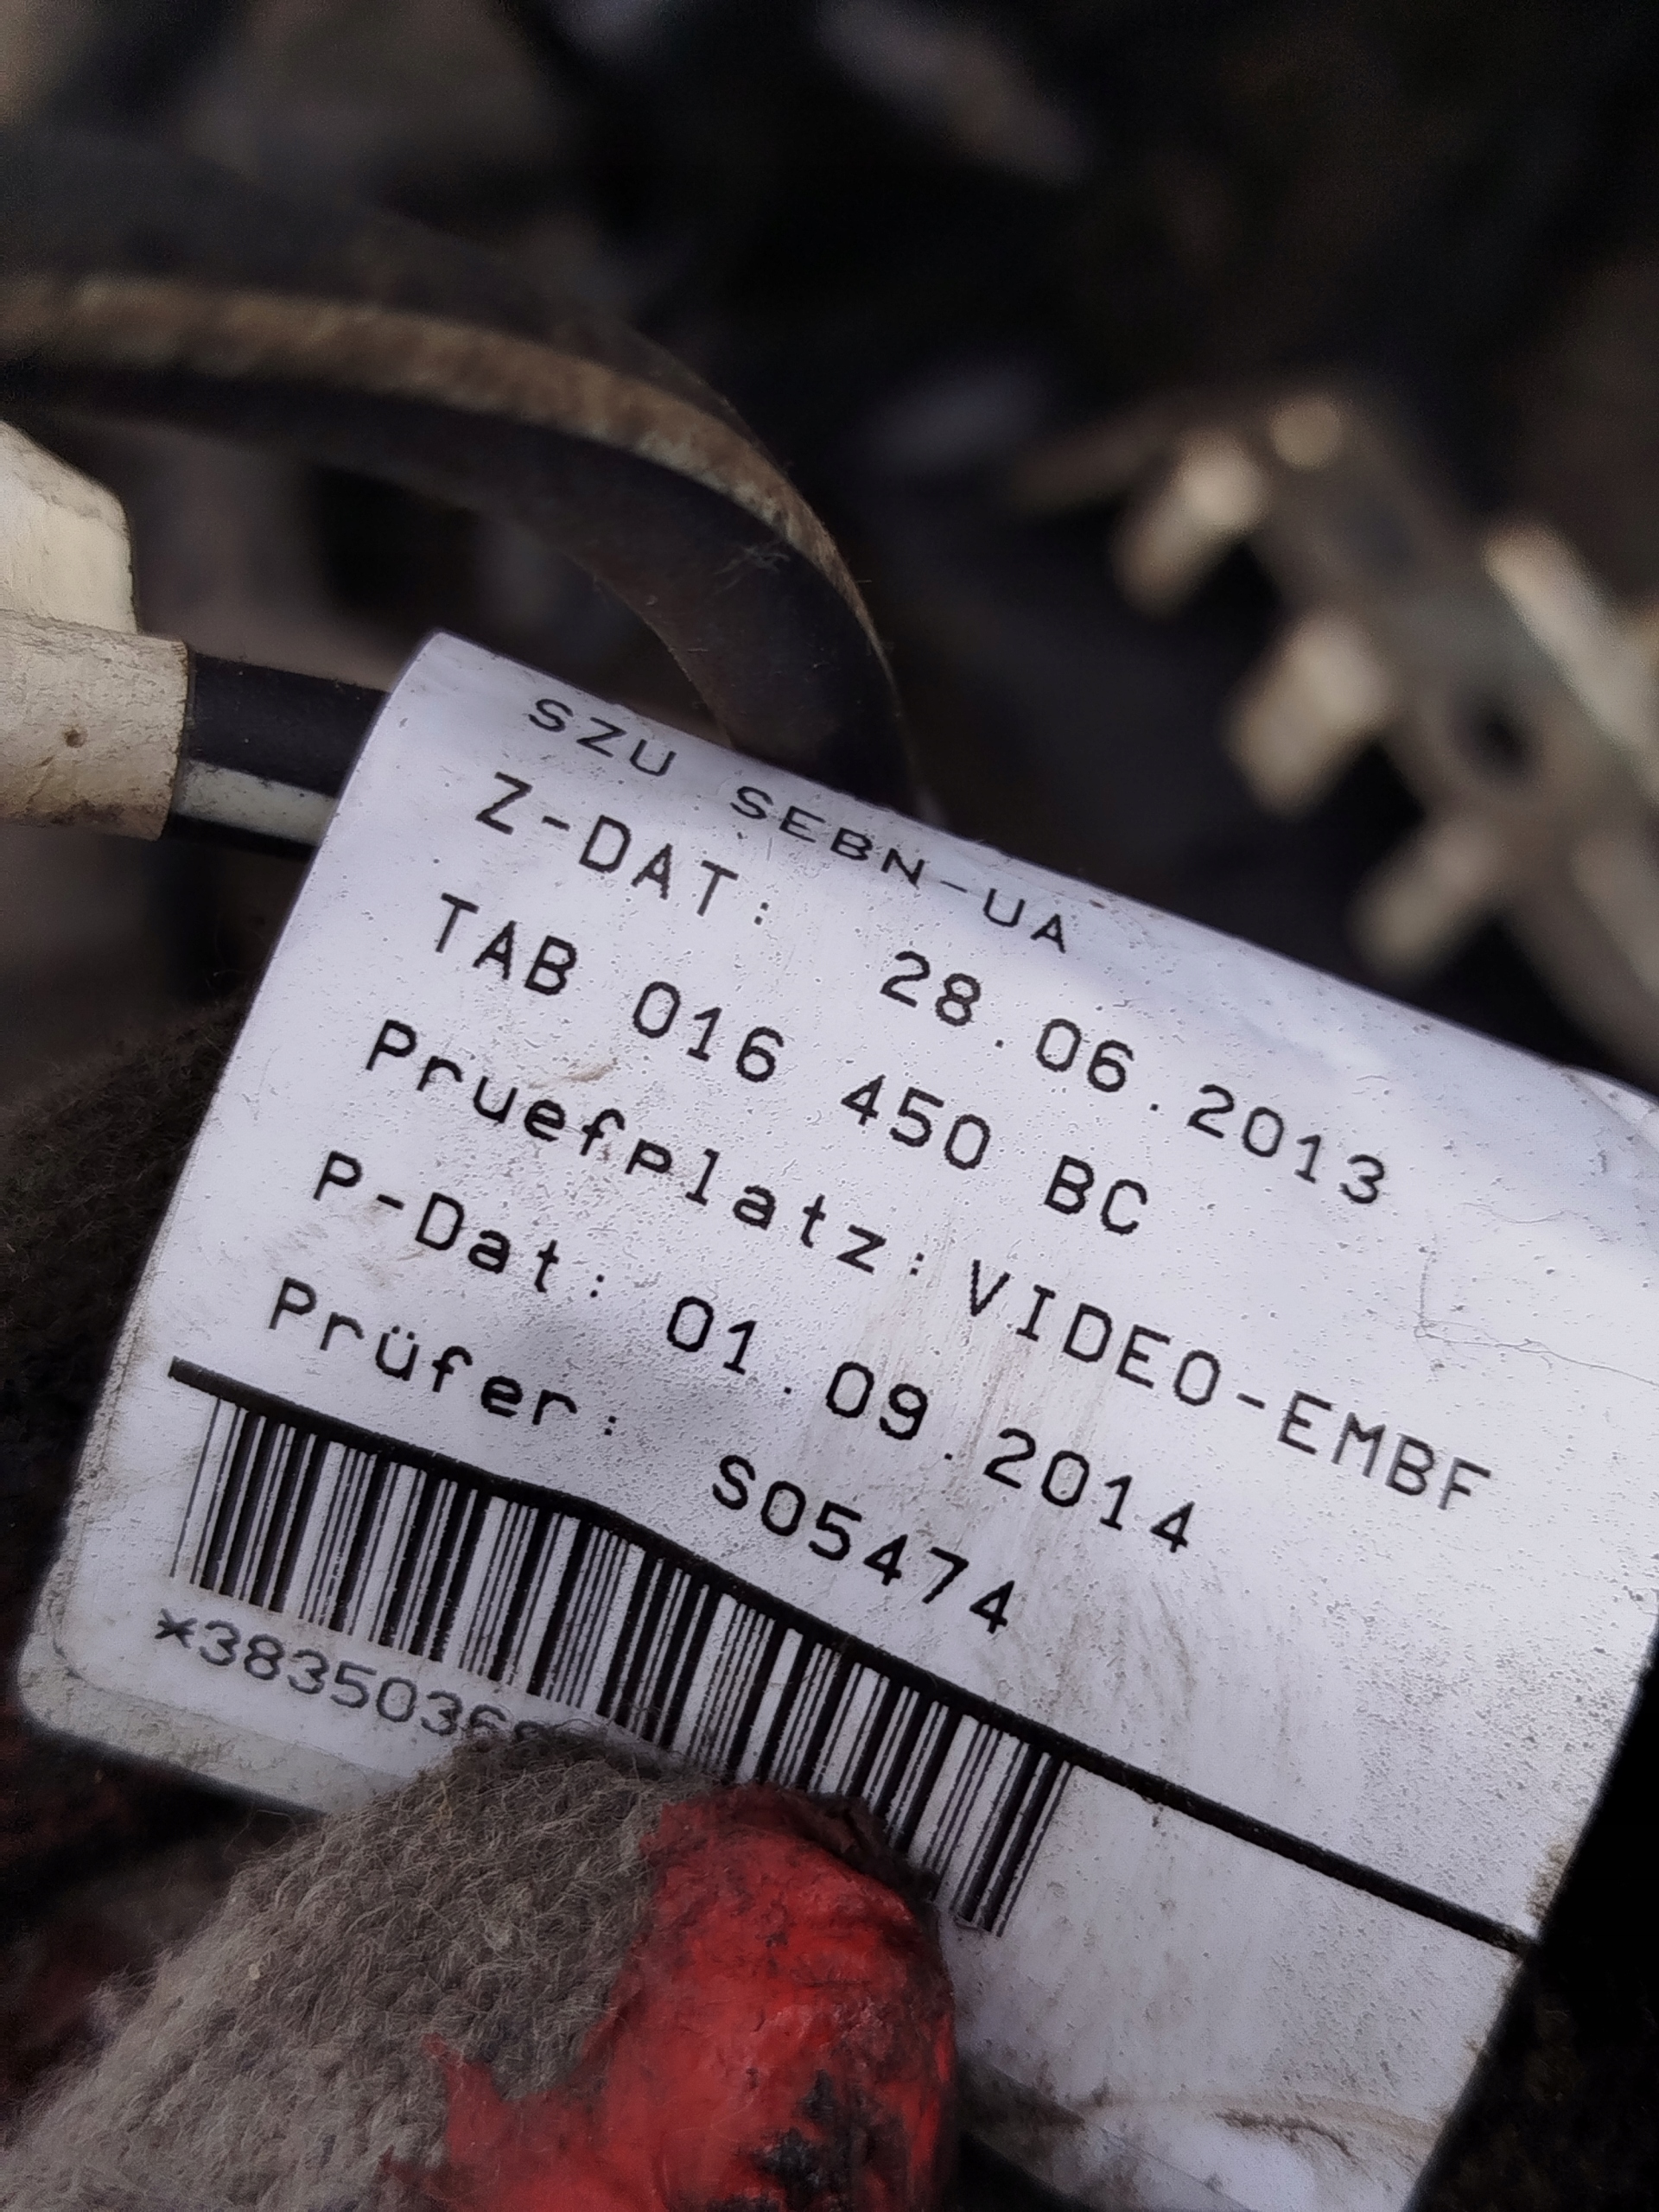 SZU SEBN-UA
Z-DAT: 28.06.2013
TAB 016 450 BC
Pruefplatz: VIDEO-EMBF
P-Dat: 01.09.2014
Prüfer: S05474
*3835036